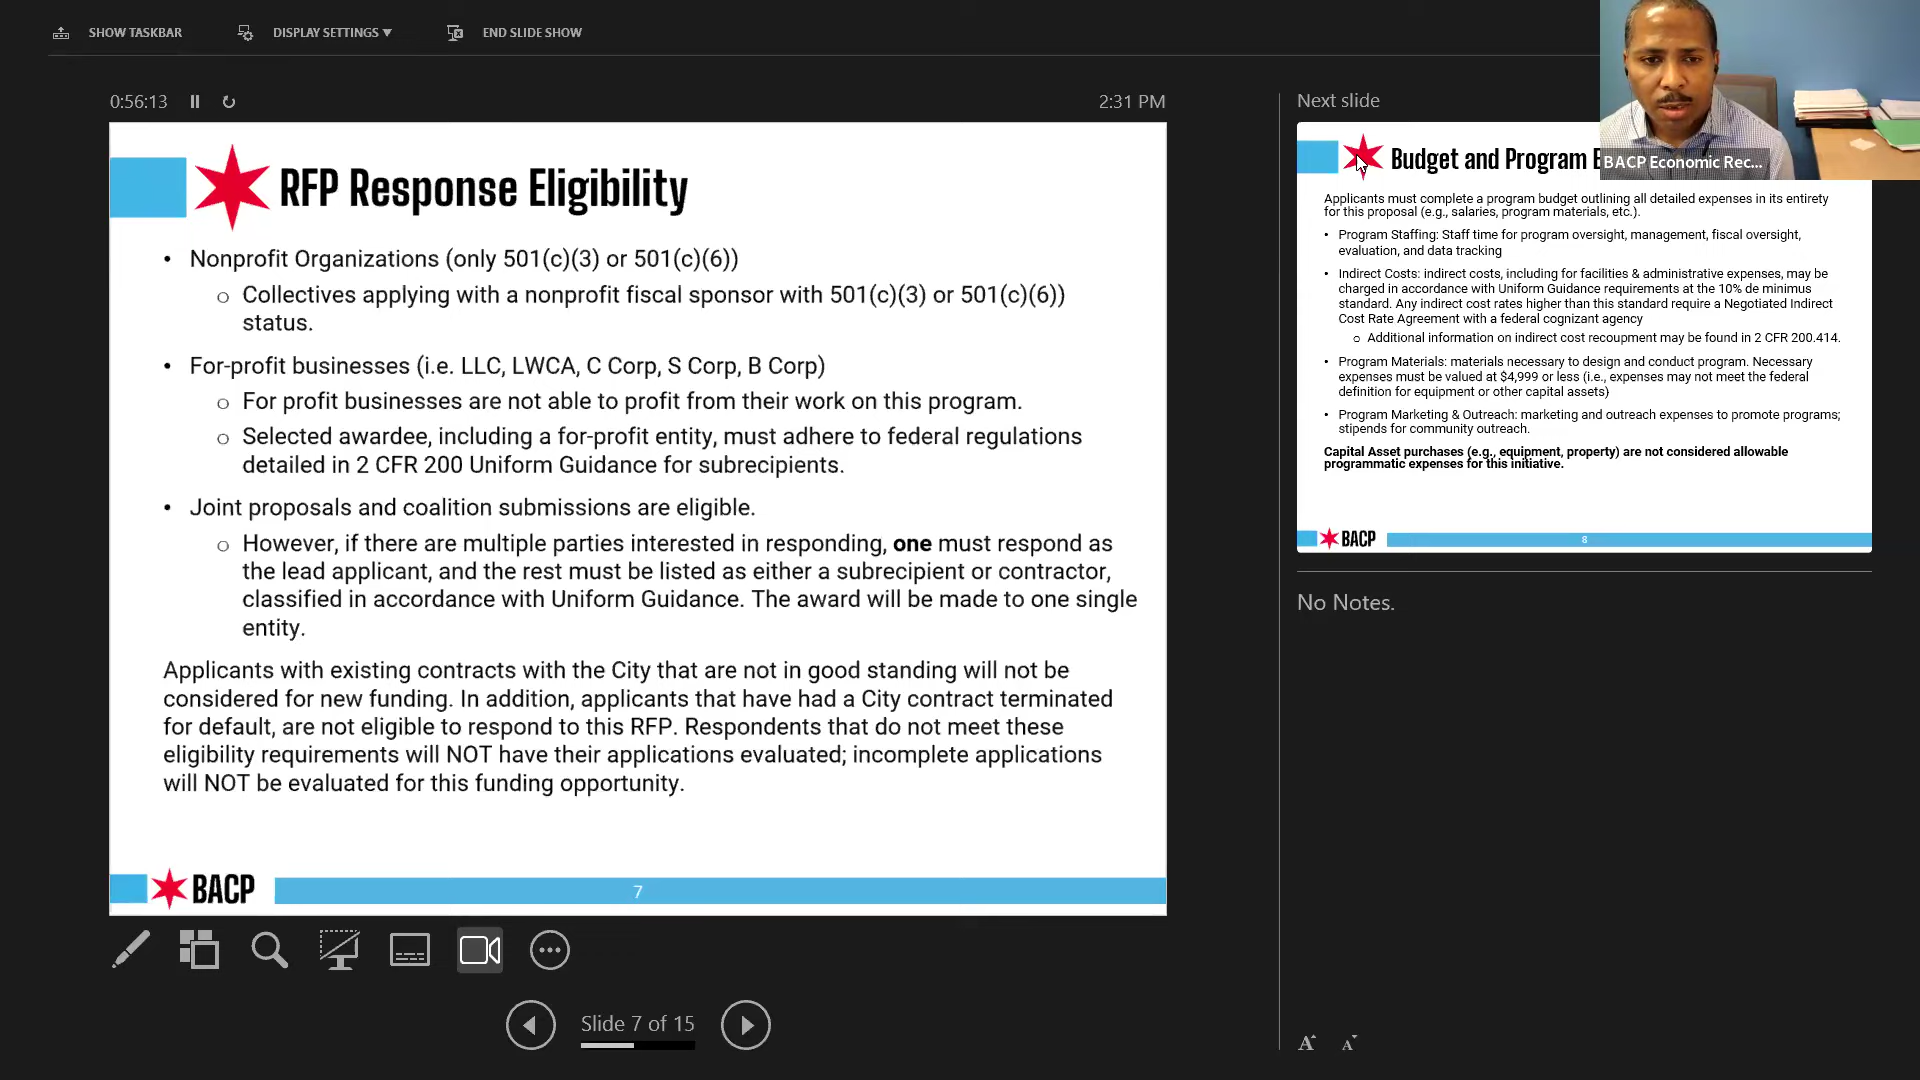 SHOW TASKBAR
DISPLAY SETTINGS
END SLIDE SHOW
0:56:13
2:31 PM
RFP Response Eligibility
• Nonprofit Organizations (only 501(c)(3) or 501(c)(6))
o Collectives applying with a nonprofit fiscal sponsor with 501(c)(3) or 501(c)(6))
status.
• For-profit businesses (i.e. LLC, LWCA, C Corp, S Corp, B Corp)
o For profit businesses are not able to profit from their work on this program.
o Selected awardee, including a for-profit entity, must adhere to federal regulations
detailed in 2 CFR 200 Uniform Guidance for subrecipients.
• Joint proposals and coalition submissions are eligible.
o However, if there are multiple parties interested in responding, one must respond as
the lead applicant, and the rest must be listed as either a subrecipient or contractor,
classified in accordance with Uniform Guidance. The award will be made to one single
entity.
Applicants with existing contracts with the City that are not in good standing will not be
considered for new funding. In addition, applicants that have had a City contract terminated
for default, are not eligible to respond to this RFP. Respondents that do not meet these
eligibility requirements will NOT have their applications evaluated; incomplete applications
will NOT be evaluated for this funding opportunity.
BACP
7
Slide 7 of 15
Next slide
BACP Economic Rec...
Budget and Program
Applicants must complete a program budget outlining all detailed expenses in its entirety
for this proposal (e.g., salaries, program materials, etc.).
• Program Staffing: Staff time for program oversight, management, fiscal oversight,
evaluation, and data tracking
• Indirect Costs: indirect costs, including for facilities & administrative expenses, may be
charged in accordance with Uniform Guidance requirements at the 10% de minimus
standard. Any indirect cost rates higher than this standard require a Negotiated Indirect
Cost Rate Agreement with a federal cognizant agency
o Additional information on indirect cost recoupment may be found in 2 CFR 200.414.
• Program Materials: materials necessary to design and conduct program. Necessary
expenses must be valued at $4,999 or less (i.e., expenses may not meet the federal
definition for equipment or other capital assets)
• Program Marketing & Outreach: marketing and outreach expenses to promote programs;
stipends for community outreach.
Capital Asset purchases (e.g., equipment, property) are not considered allowable
programmatic expenses for this initiative.
BACP
8
No Notes.
A A